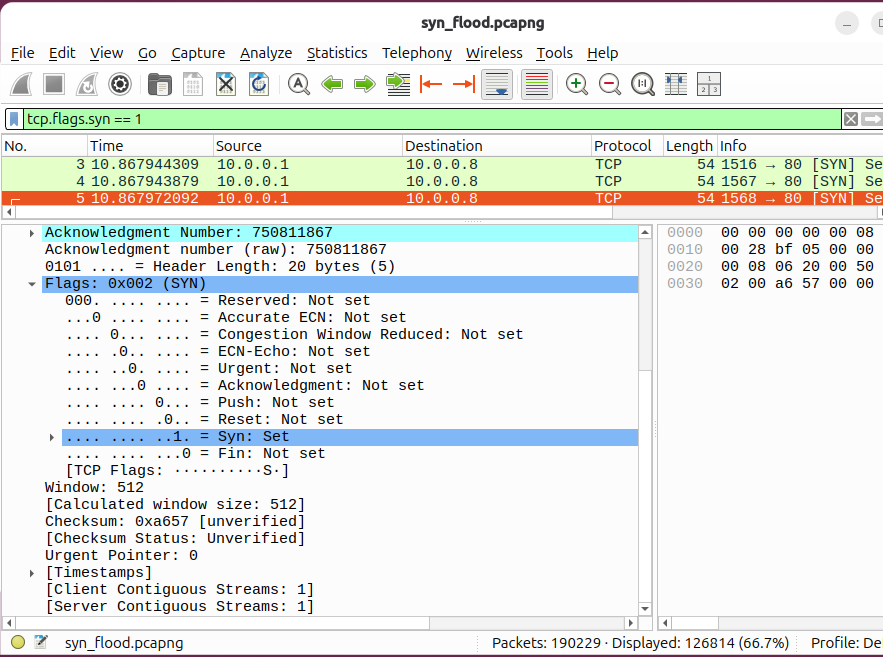 syn_flood.pcapng
File Edit View Go Capture Analyze Statistics Telephony Wireless Tools Help
tcp.flags.syn == 1
No. Time Source Destination Protocol Length Info
3 10.867944309 10.0.0.1 10.0.0.8 TCP 54 1516 → 80 [SYN] Se
4 10.867943879 10.0.0.1 10.0.0.8 TCP 54 1567 → 80 [SYN] Se
5 10.867972092 10.0.0.1 10.0.0.8 TCP 54 1568 → 80 [SYN] Se
Acknowledgment Number: 750811867
Acknowledgment number (raw): 750811867
0101 .... = Header Length: 20 bytes (5)
Flags: 0x002 (SYN)
000. .... .... = Reserved: Not set
...0 .... .... = Accurate ECN: Not set
.... 0... .... = Congestion Window Reduced: Not set
.... .0.. .... = ECN-Echo: Not set
.... ..0. .... = Urgent: Not set
.... ...0 .... = Acknowledgment: Not set
.... .... 0... = Push: Not set
.... .... .0.. = Reset: Not set
.... .... ..1. = Syn: Set
.... .... ...0 = Fin: Not set
[TCP Flags: ··········S·]
Window: 512
[Calculated window size: 512]
Checksum: 0xa657 [unverified]
[Checksum Status: Unverified]
Urgent Pointer: 0
[Timestamps]
[Client Contiguous Streams: 1]
[Server Contiguous Streams: 1]
0000 00 00 00 00 00 08
0010 00 28 bf 05 00 00
0020 00 08 06 20 00 50
0030 02 00 a6 57 00 00
syn_flood.pcapng Packets: 190229 · Displayed: 126814 (66.7%) Profile: De